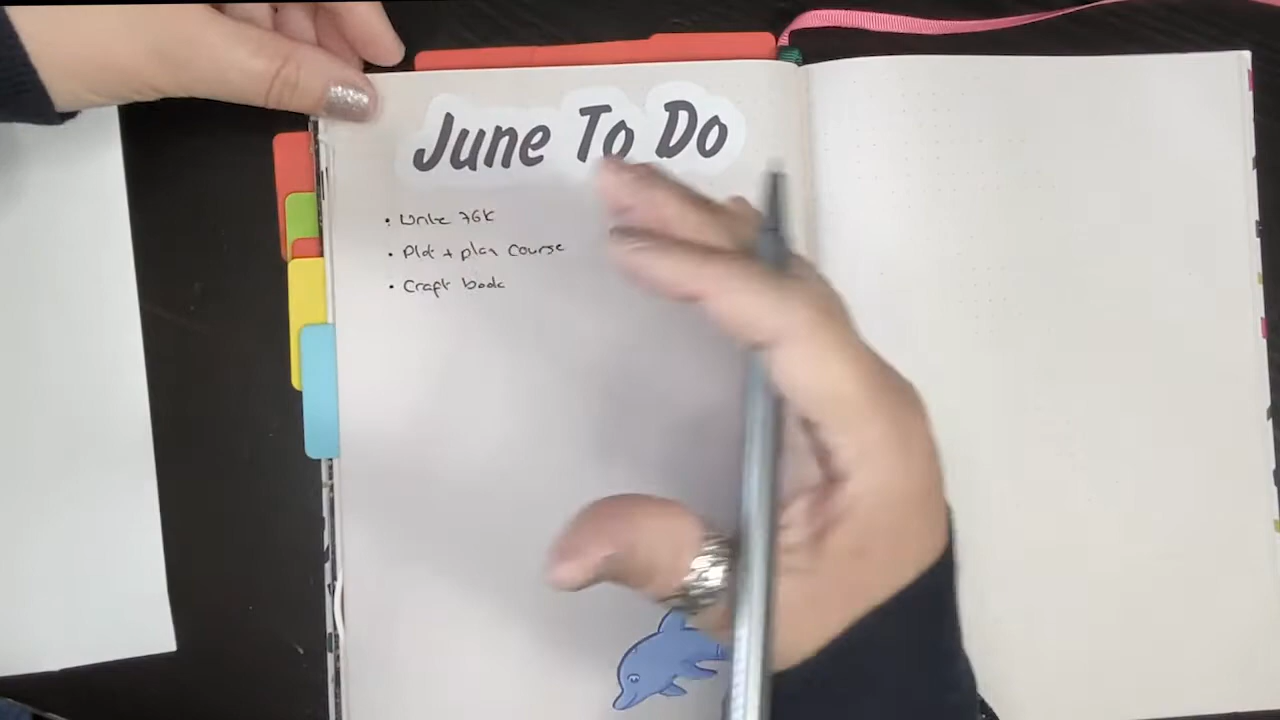 June To Do
• Write 76K
• Plot + plan course
• Craft book